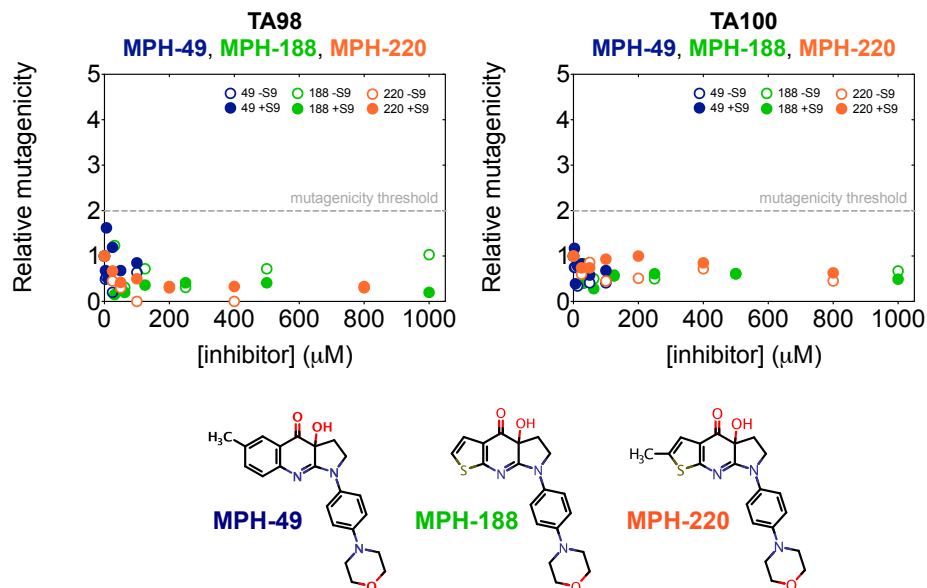 TA98
MPH-49, MPH-188, MPH-220
Relative mutagenicity
5
4
3
2
1
0
49 -S9
188 -S9
220 -S9
49 +S9
188 +S9
220 +S9
mutagenicity threshold
0 200 400 600 800 1000
[inhibitor] (μM)
TA100
MPH-49, MPH-188, MPH-220
Relative mutagenicity
5
4
3
2
1
0
49 -S9
188 -S9
220 -S9
49 +S9
188 +S9
220 +S9
mutagenicity threshold
0 200 400 600 800 1000
[inhibitor] (μM)
O
OH
H₃C
N
N
N
O
MPH-49
O
OH
S
N
N
N
O
MPH-188
O
OH
H₃C
S
N
N
N
O
MPH-220